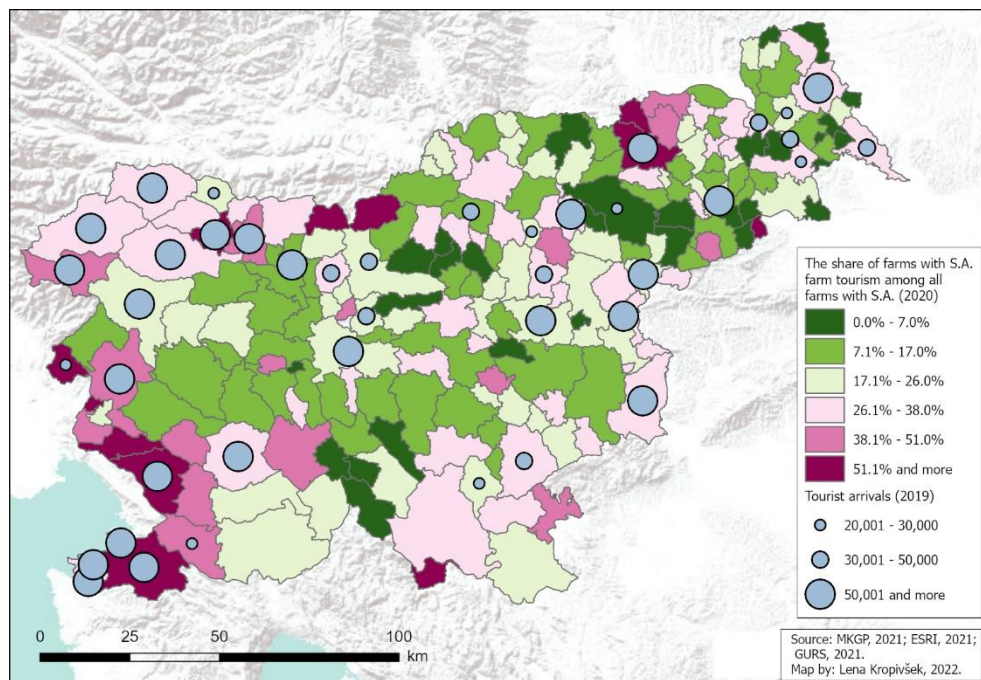 The share of farms with S.A.
farm tourism among all
farms with S.A. (2020)
0.0% - 7.0%
7.1% - 17.0%
17.1% - 26.0%
26.1% - 38.0%
38.1% - 51.0%
51.1% and more
Tourist arrivals (2019)
20,001 - 30,000
30,001 - 50,000
50,001 and more
0 25 50 100
km
Source: MKGP, 2021; ESRI, 2021;
GURS, 2021.
Map by: Lena Kropivšek, 2022.